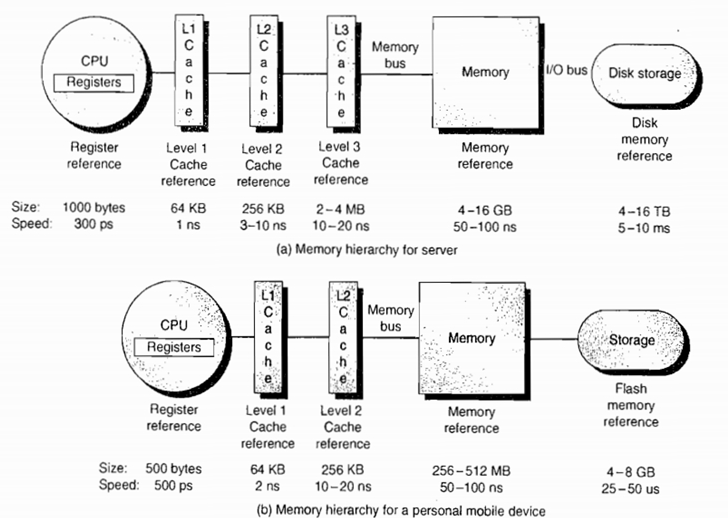 CPU
Registers
L1
C
a
c
h
e
L2
C
a
c
h
e
L3
C
a
c
h
e
Memory
bus
Memory
I/O bus
Disk storage
Register
reference
Level 1
Cache
reference
Level 2
Cache
reference
Level 3
Cache
reference
Memory
reference
Disk
memory
reference
Size: 1000 bytes 64 KB 256 KB 2–4 MB 4–16 GB 4–16 TB
Speed: 300 ps 1 ns 3–10 ns 10–20 ns 50–100 ns 5–10 ms
(a) Memory hierarchy for server
CPU
Registers
L1
C
a
c
h
e
L2
C
a
c
h
e
Memory
bus
Memory
Storage
Register
reference
Level 1
Cache
reference
Level 2
Cache
reference
Memory
reference
Flash
memory
reference
Size: 500 bytes 64 KB 256 KB 256–512 MB 4–8 GB
Speed: 500 ps 2 ns 10–20 ns 50–100 ns 25–50 us
(b) Memory hierarchy for a personal mobile device